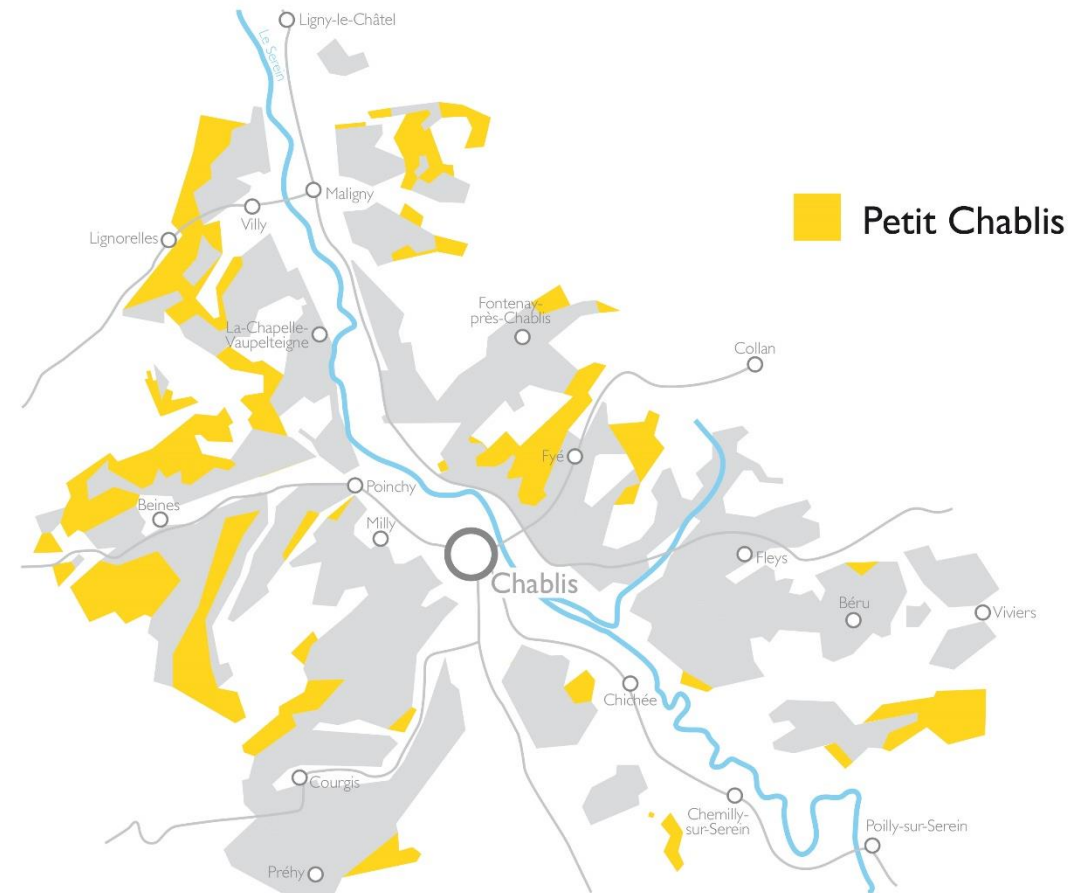 Ligny-le-Châtel
Le Serein
Maligny
Villy
Lignorelles
Petit Chablis
Fontenay-
près-Chablis
La-Chapelle-
Vaupelteigne
Collan
Fyé
Poinchy
Beines
Milly
Chablis
Fleys
Béru
Viviers
Chichée
Courgis
Chemilly-
sur-Serein
Poilly-sur-Serein
Préhy